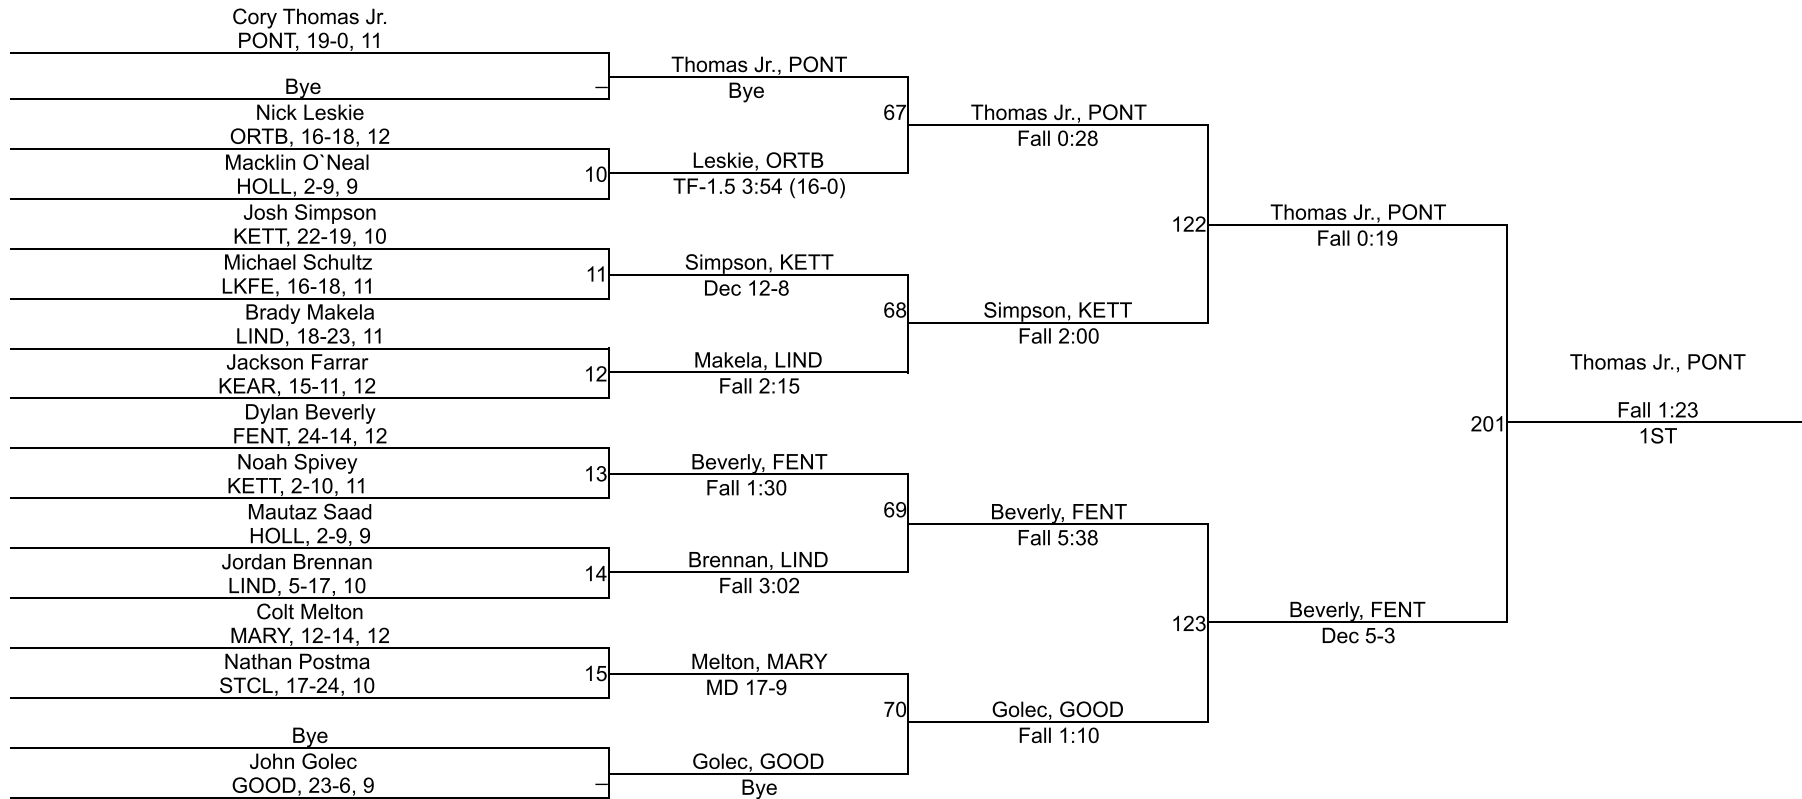 Cory Thomas Jr.
PONT, 19-0, 11
Bye
Nick Leskie
ORTB, 16-18, 12
Macklin O`Neal
HOLL, 2-9, 9
Josh Simpson
KETT, 22-19, 10
Michael Schultz
LKFE, 16-18, 11
Brady Makela
LIND, 18-23, 11
Jackson Farrar
KEAR, 15-11, 12
Dylan Beverly
FENT, 24-14, 12
Noah Spivey
KETT, 2-10, 11
Mautaz Saad
HOLL, 2-9, 9
Jordan Brennan
LIND, 5-17, 10
Colt Melton
MARY, 12-14, 12
Nathan Postma
STCL, 17-24, 10
Bye
John Golec
GOOD, 23-6, 9
–
10
11
12
13
14
15
–
Thomas Jr., PONT
Bye
Leskie, ORTB
TF-1.5 3:54 (16-0)
Simpson, KETT
Dec 12-8
Makela, LIND
Fall 2:15
Beverly, FENT
Fall 1:30
Brennan, LIND
Fall 3:02
Melton, MARY
MD 17-9
Golec, GOOD
Bye
67
68
69
70
Thomas Jr., PONT
Fall 0:28
Simpson, KETT
Fall 2:00
Beverly, FENT
Fall 5:38
Golec, GOOD
Fall 1:10
122
123
Thomas Jr., PONT
Fall 0:19
Beverly, FENT
Dec 5-3
201
Thomas Jr., PONT
Fall 1:23
1ST